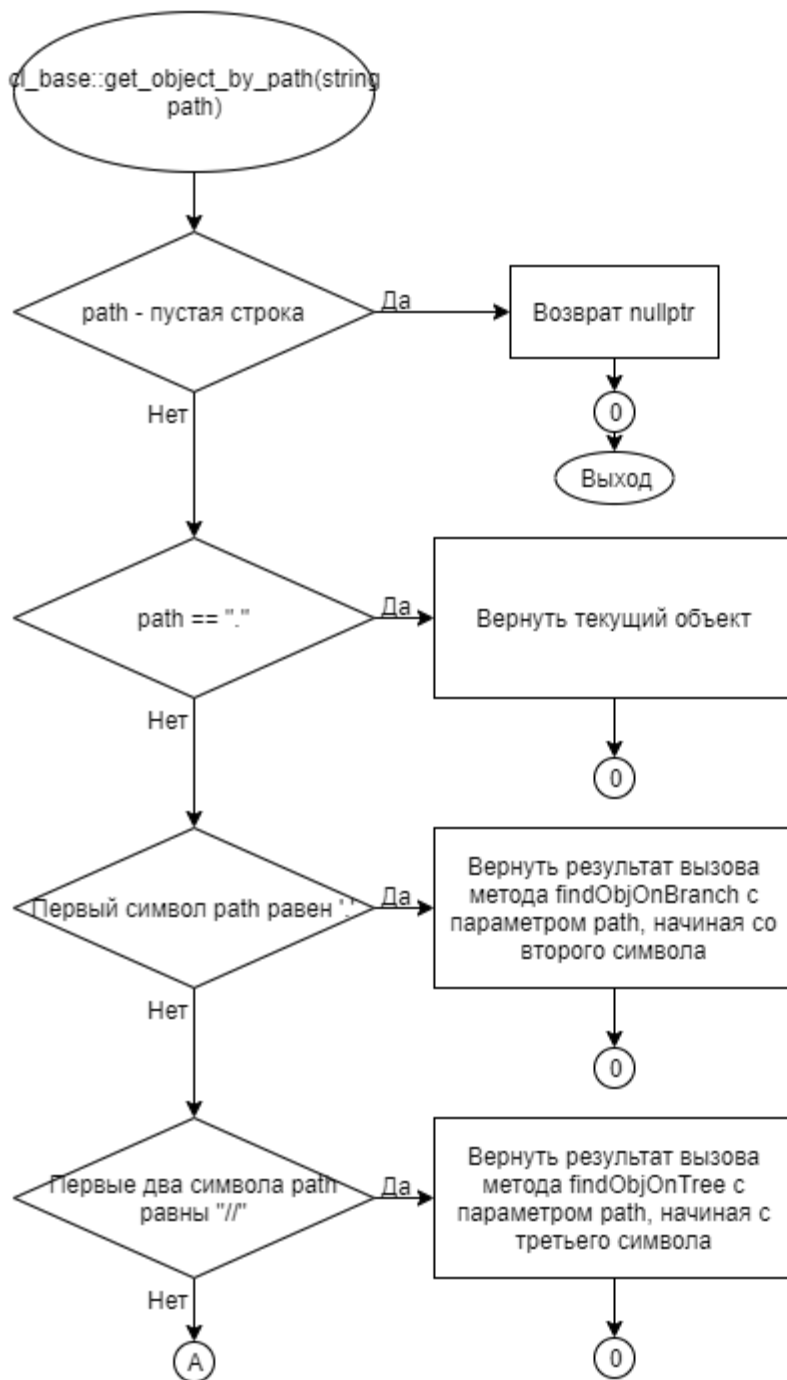 cl_base::get_object_by_path(string
path)
path - пустая строка
Да
Возврат nullptr
Нет
0
Выход
path == "."
Да
Вернуть текущий объект
Нет
0
Первый символ path равен '.'
Да
Вернуть результат вызова
метода findObjOnBranch с
параметром path, начиная со
второго символа
Нет
0
Первые два символа path
равны "//"
Да
Вернуть результат вызова
метода findObjOnTree с
параметром path, начиная с
третьего символа
Нет
A
0